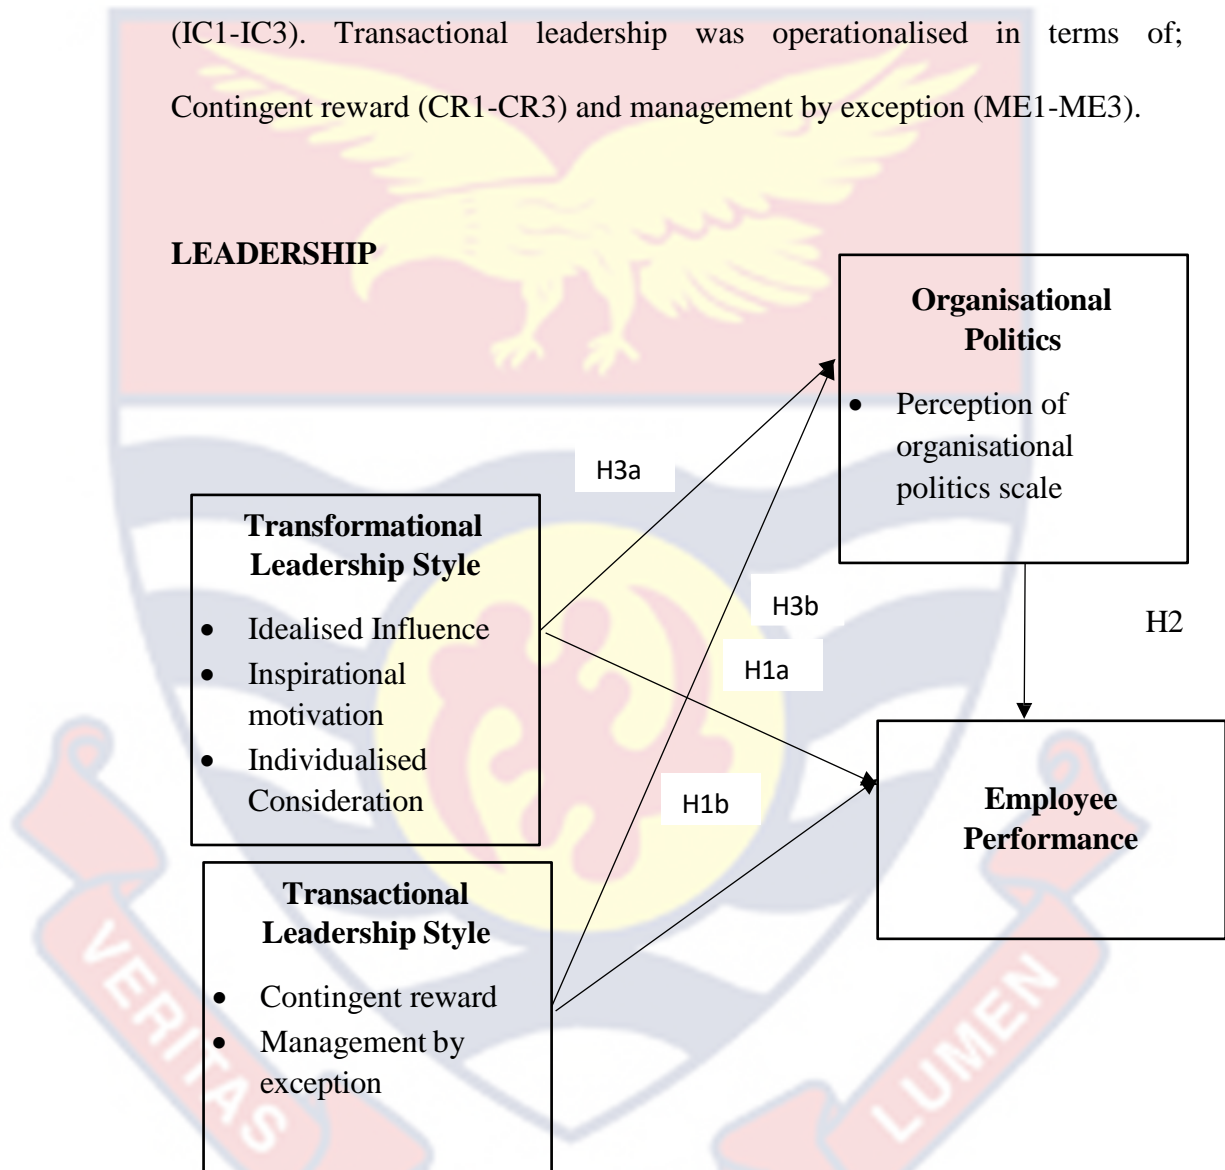 (IC1-IC3). Transactional leadership was operationalised in terms of;
Contingent reward (CR1-CR3) and management by exception (ME1-ME3).
LEADERSHIP
Organisational
Politics
• Perception of
organisational
politics scale
H3a
Transformational
Leadership Style
• Idealised Influence
• Inspirational
motivation
• Individualised
Consideration
H3b
H2
H1a
H1b
Employee
Performance
Transactional
Leadership Style
• Contingent reward
• Management by
exception
VERITAS
LUMEN